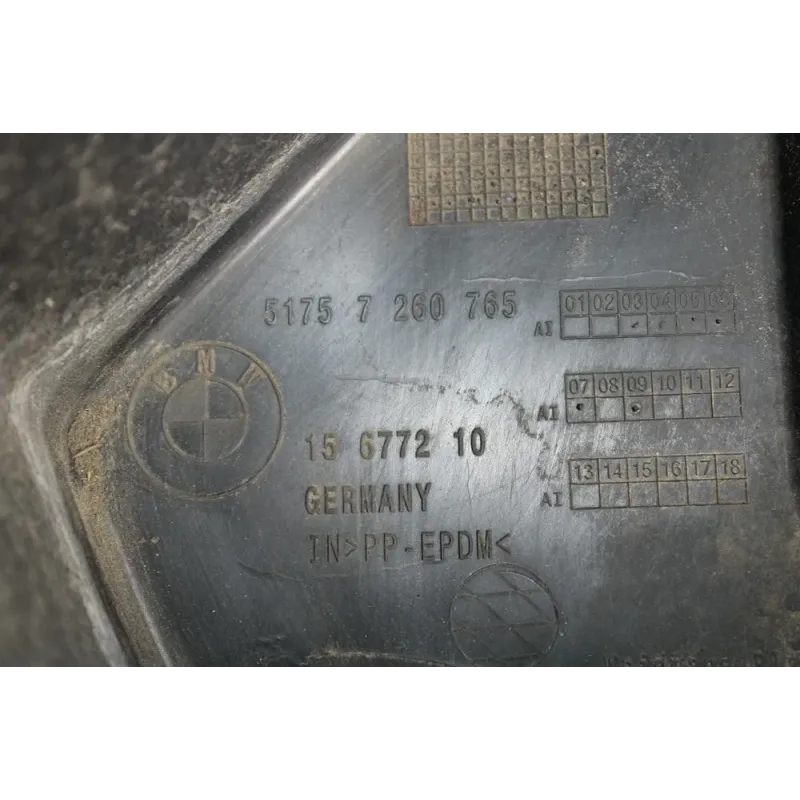 5175 7 260 765
AI 01 02 03 04 05 06
BMW
AI 07 08 09 10 11 12
15 6772 10
AI 13 14 15 16 17 18
GERMANY
IN>PP-EPDM<